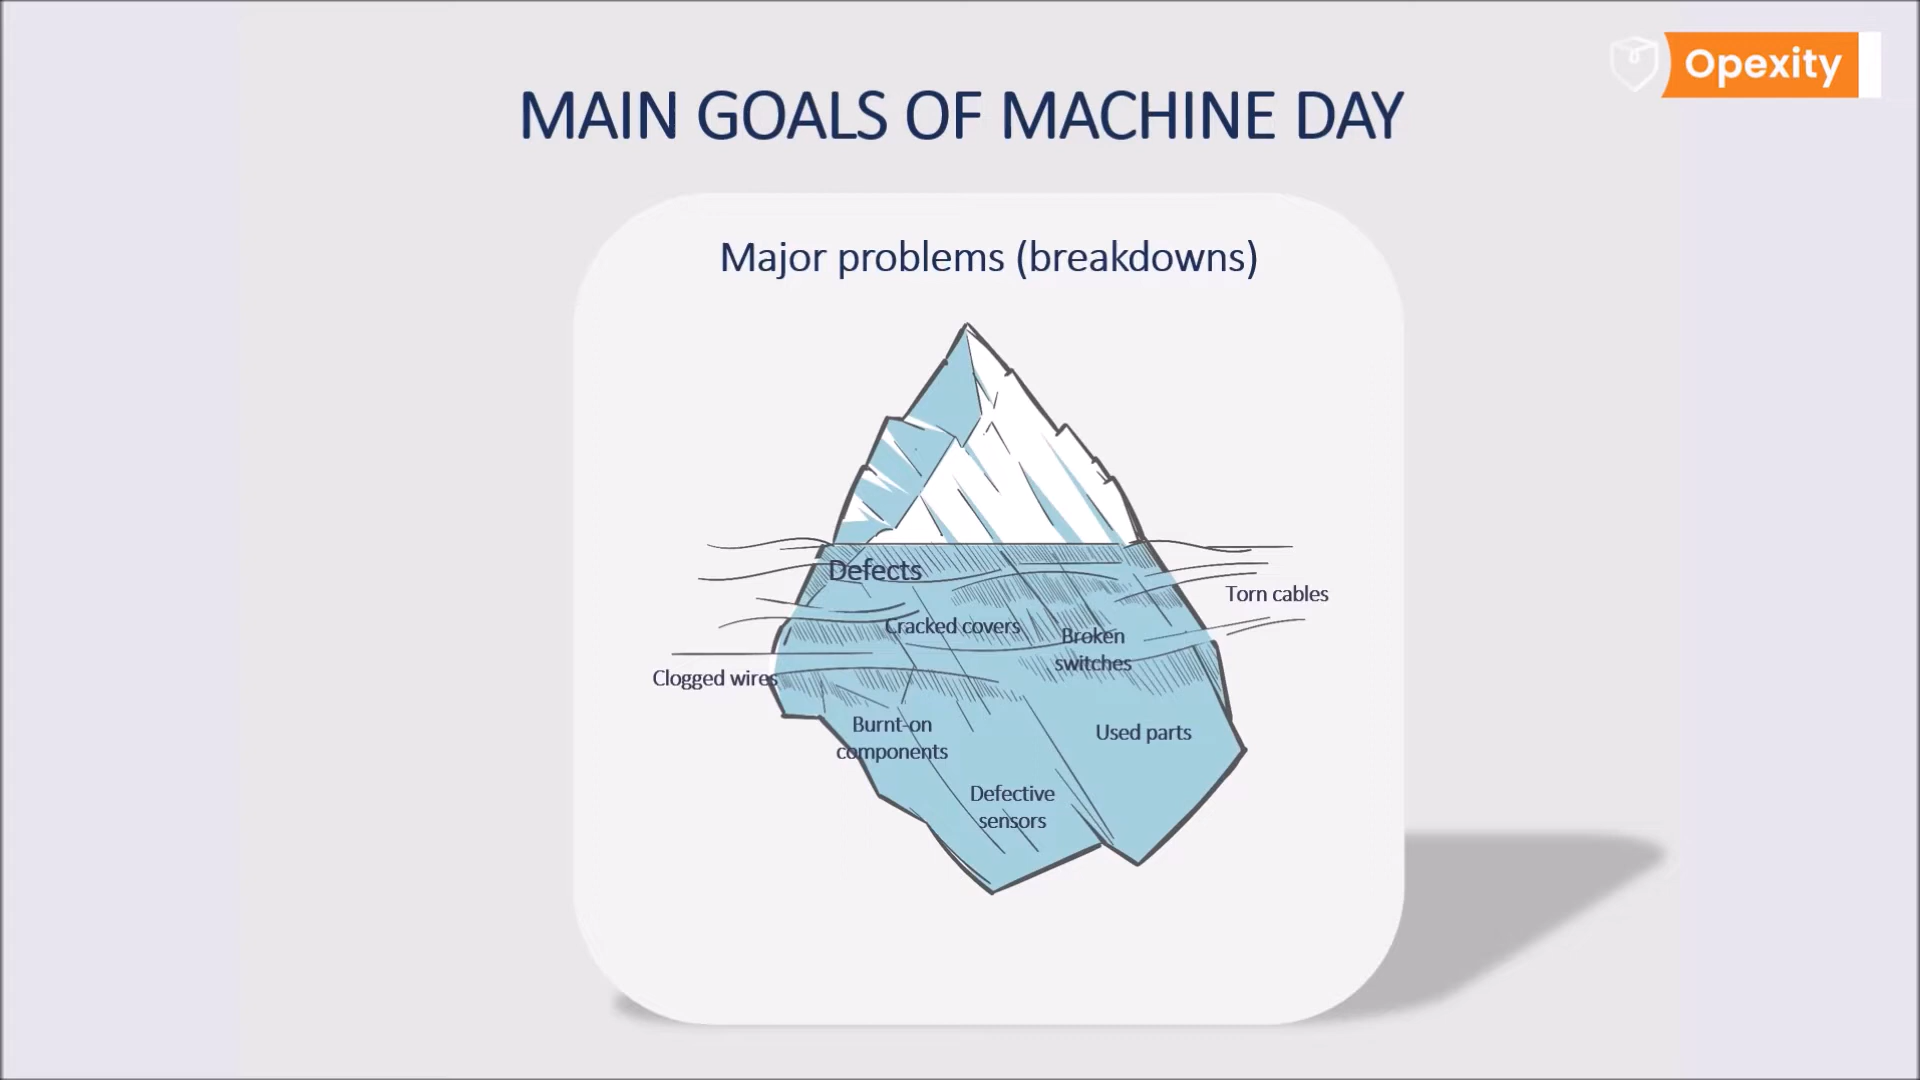 Opexity
MAIN GOALS OF MACHINE DAY
Major problems (breakdowns)
Defects
Torn cables
Cracked covers
Broken
switches
Clogged wires
Burnt-on
components
Used parts
Defective
sensors